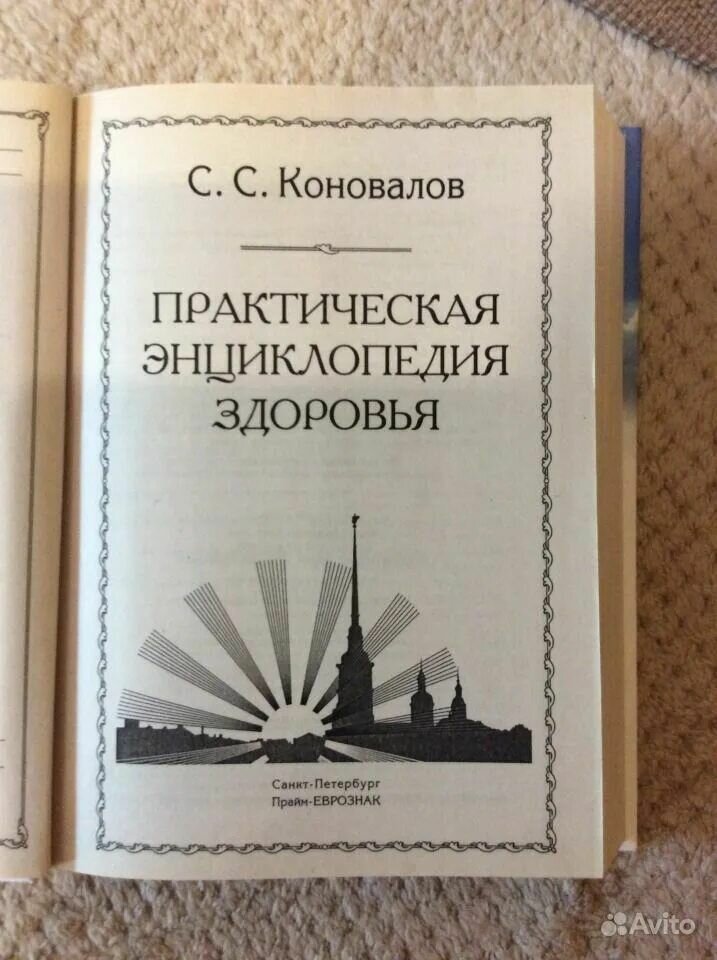 С. С. Коновалов
ПРАКТИЧЕСКАЯ
ЭНЦИКЛОПЕДИЯ
ЗДОРОВЬЯ
Санкт-Петербург
Прайм-ЕВРОЗНАК
Avito